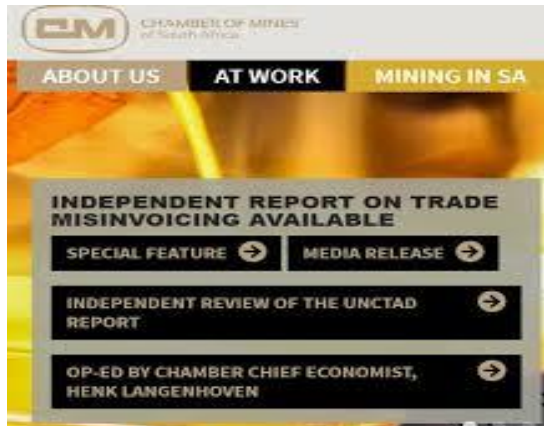 CM
CHAMBER OF MINES
of South Africa
ABOUT US AT WORK MINING IN SA
INDEPENDENT REPORT ON TRADE
MISINVOICING AVAILABLE
SPECIAL FEATURE MEDIA RELEASE
INDEPENDENT REVIEW OF THE UNCTAD
REPORT
OP-ED BY CHAMBER CHIEF ECONOMIST,
HENK LANGENHOVEN